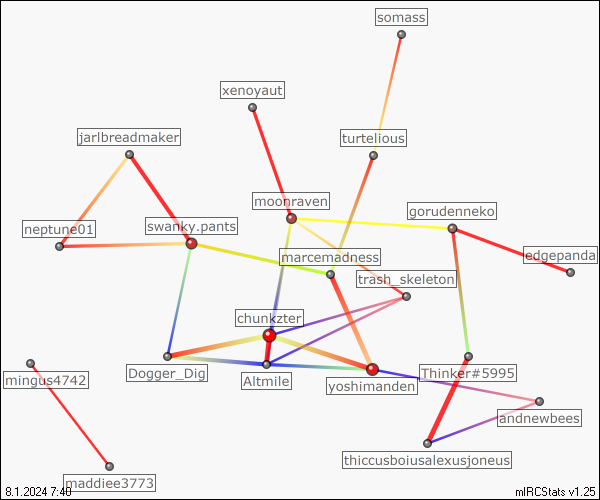 somass
xenoyaut
jarlbreadmaker
turtelious
moonraven
gorudenneko
neptune01
swanky.pants
marcemadness
edgepanda
trash_skeleton
chunkzter
mingus4742
Dogger_Dig
Altmile
yoshimanden
Thinker#5995
andnewbees
thiccusboiusalexusjoneus
maddiee3773
8.1.2024 7:40
mIRCStats v1.25